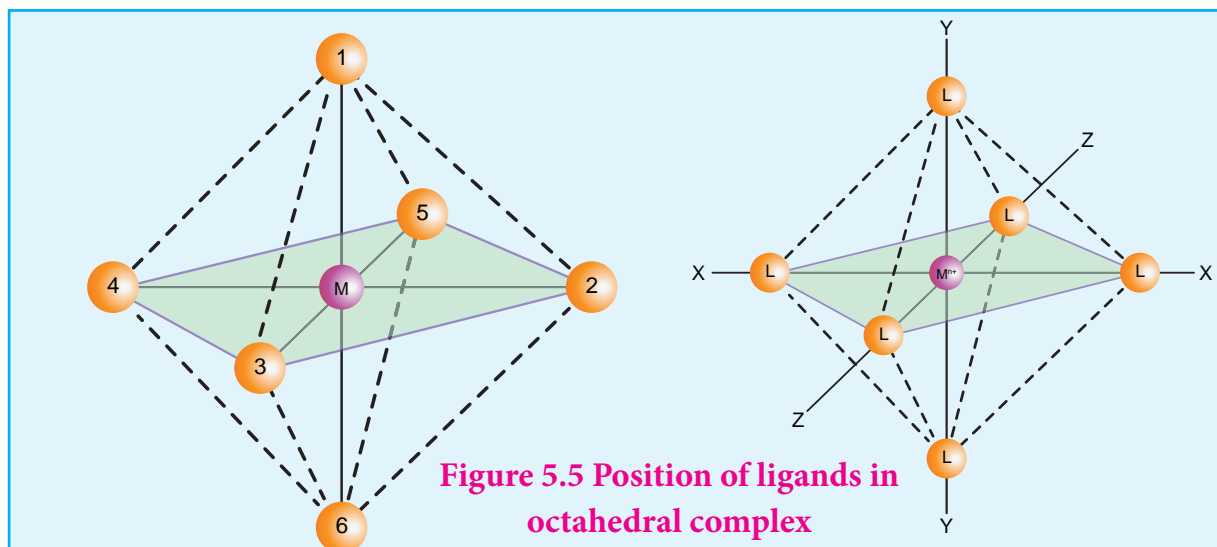 1
5
4
M
2
3
6
Y
L
Z
L
X
L
Mn+
L
X
L
Z
L
Y
Figure 5.5 Position of ligands in
octahedral complex